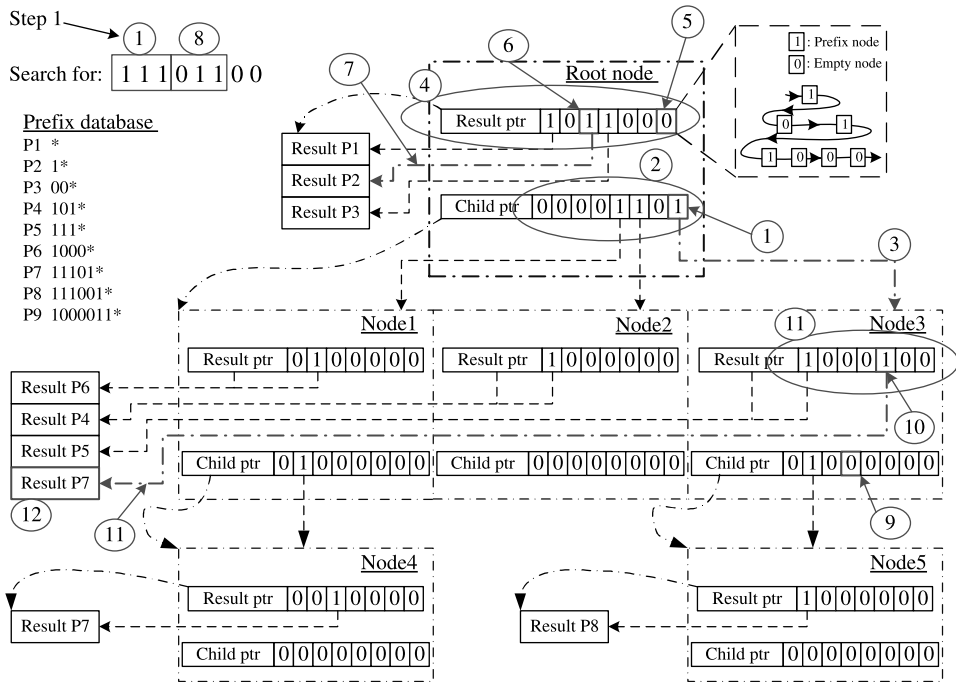 Step 1
1 8
Search for: 1 1 1 0 1 1 0 0
Prefix database
P1 *
P2 1*
P3 00*
P4 101*
P5 111*
P6 1000*
P7 11101*
P8 111001*
P9 1000011*
7 6 5
4
Root node
Result ptr 1 0 1 1 0 0 0
Result P1
Result P2
Result P3
2
Child ptr 0 0 0 0 1 1 0 1
1
3
1 : Prefix node
0 : Empty node
1
0 1
1 0 0 0
Node1
Result ptr 0 1 0 0 0 0 0
Child ptr 0 1 0 0 0 0 0 0
Node2
Result ptr 1 0 0 0 0 0 0
Child ptr 0 0 0 0 0 0 0 0
11
Node3
Result ptr 1 0 0 0 1 0 0
10
Child ptr 0 1 0 0 0 0 0 0
9
Result P6
Result P4
Result P5
Result P7
12
11
Node4
Result ptr 0 0 1 0 0 0 0
Result P7
Child ptr 0 0 0 0 0 0 0 0
Node5
Result ptr 1 0 0 0 0 0 0
Result P8
Child ptr 0 0 0 0 0 0 0 0